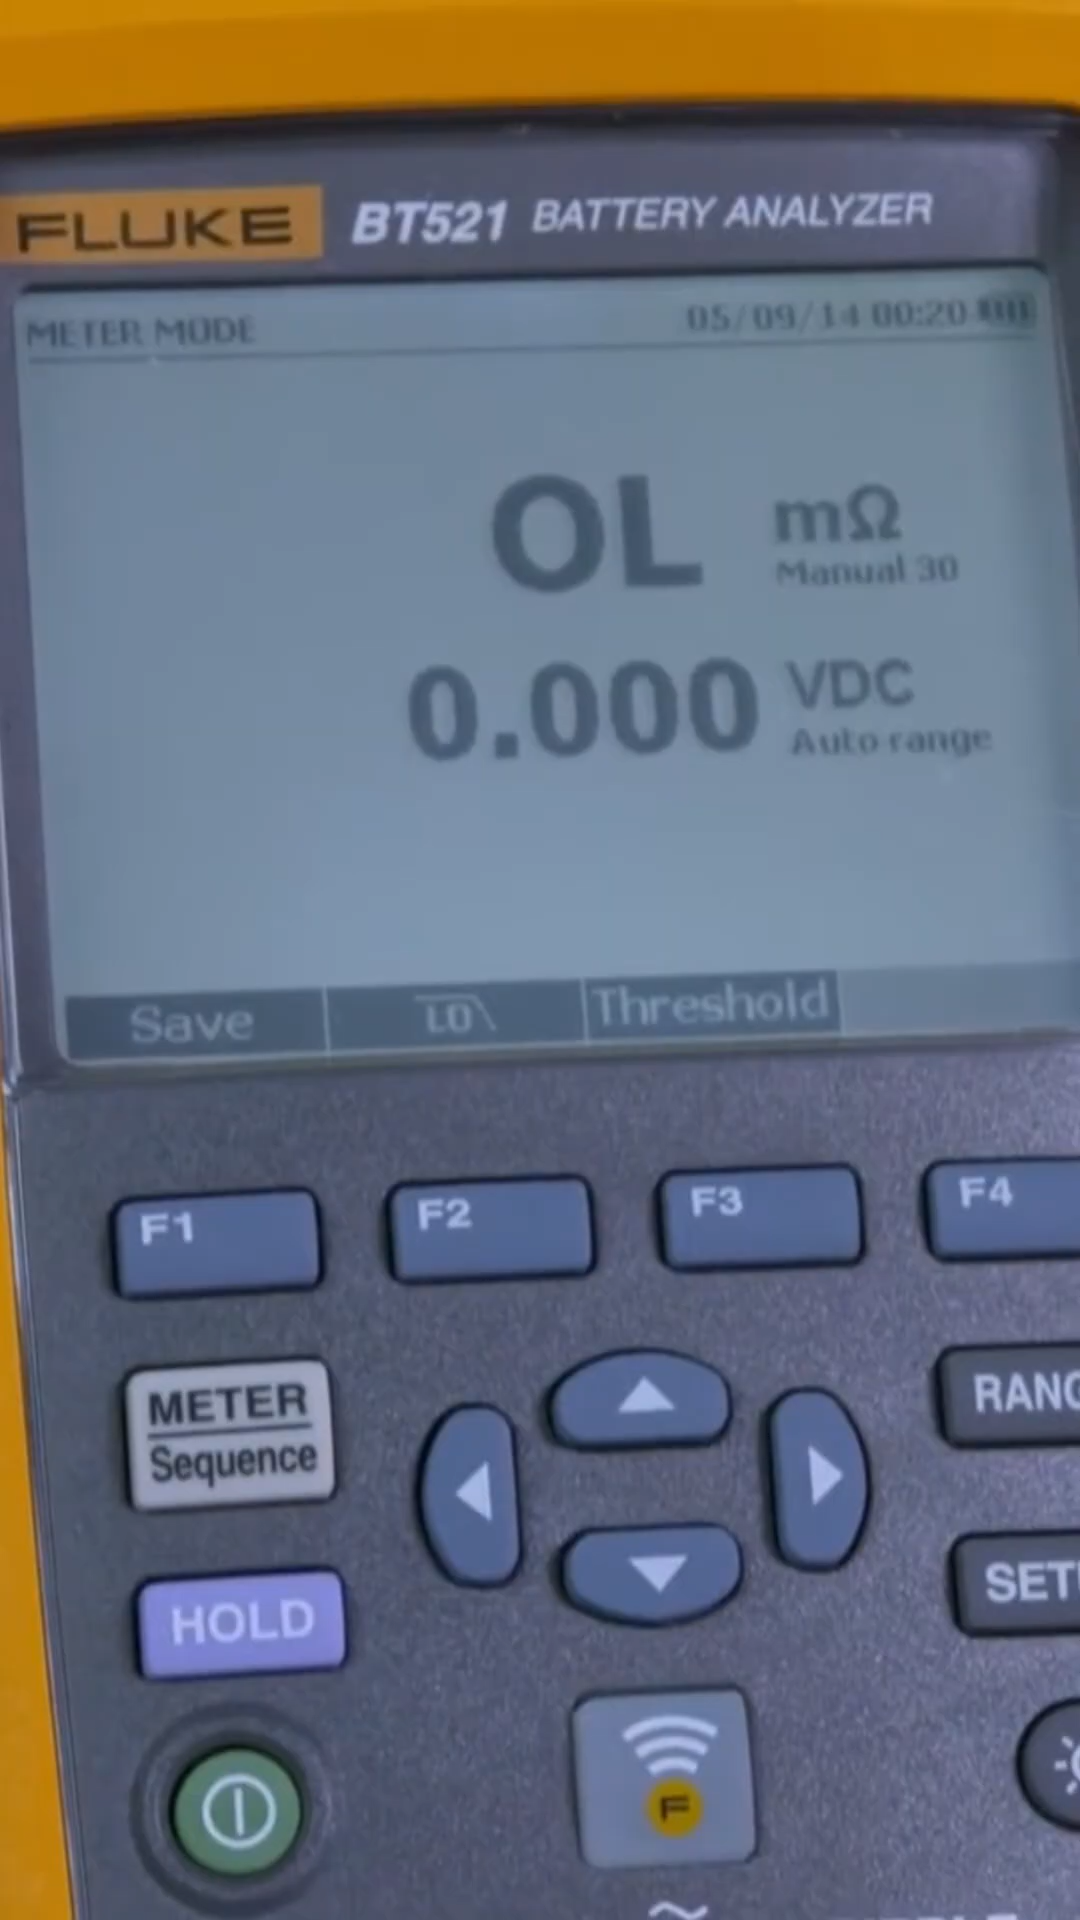 FLUKE BT521 BATTERY ANALYZER
METER MODE 05/09/14 00:20
OL mΩ
Manual 30
0.000 VDC
Auto range
Save LO Threshold
F1 F2 F3 F4
METER
Sequence
RANG
HOLD
SET
F